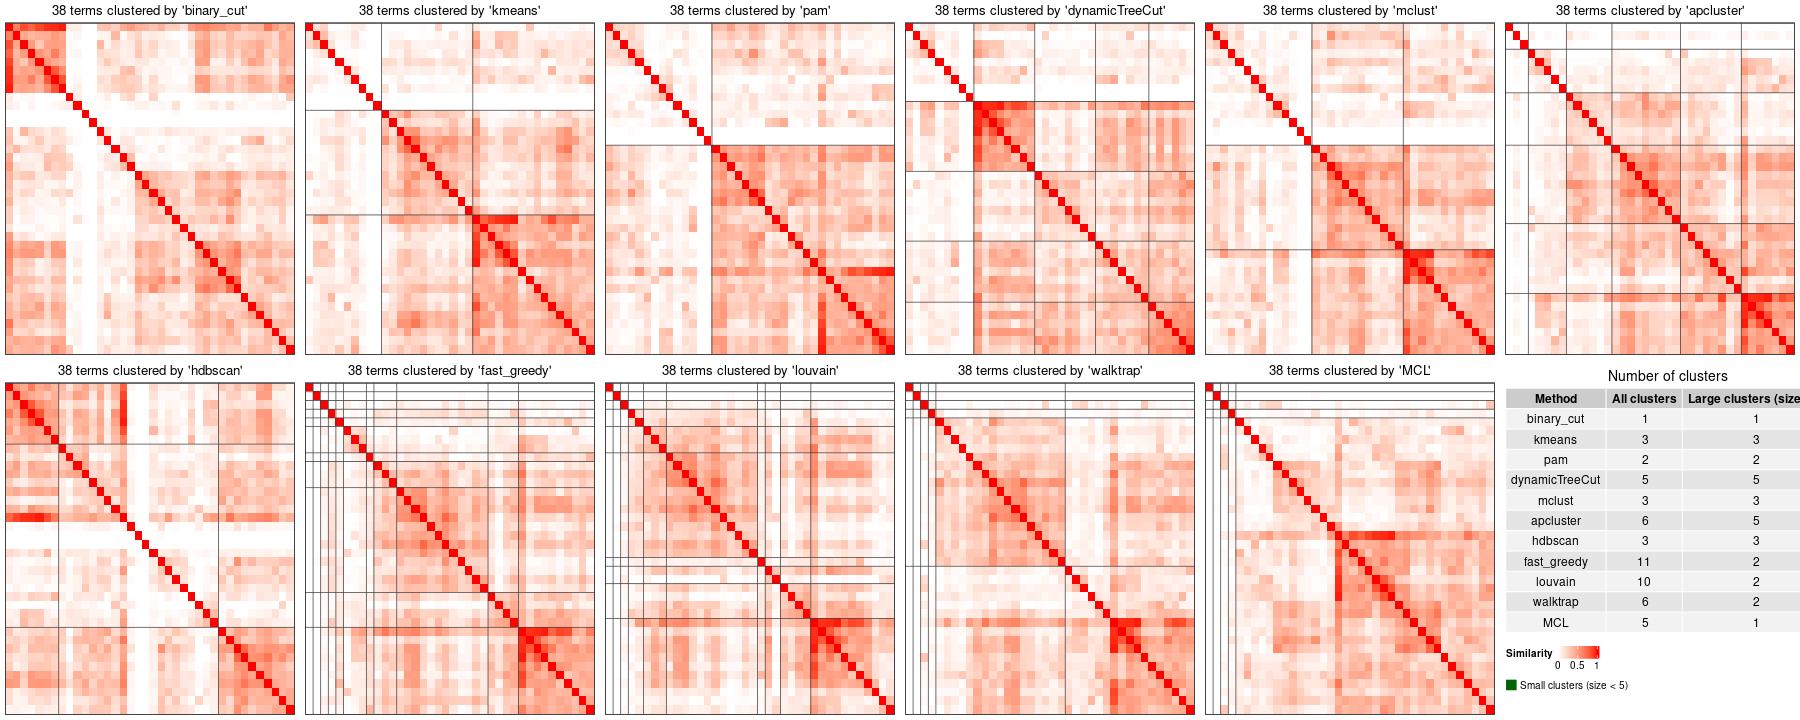 38 terms clustered by 'binary_cut'
38 terms clustered by 'kmeans'
38 terms clustered by 'pam'
38 terms clustered by 'dynamicTreeCut'
38 terms clustered by 'mclust'
38 terms clustered by 'apcluster'
38 terms clustered by 'hdbscan'
38 terms clustered by 'fast_greedy'
38 terms clustered by 'louvain'
38 terms clustered by 'walktrap'
38 terms clustered by 'MCL'
Number of clusters
Method All clusters Large clusters (size
binary_cut 1 1
kmeans 3 3
pam 2 2
dynamicTreeCut 5 5
mclust 3 3
apcluster 6 5
hdbscan 3 3
fast_greedy 11 2
louvain 10 2
walktrap 6 2
MCL 5 1
Similarity
0 0.5 1
Small clusters (size < 5)